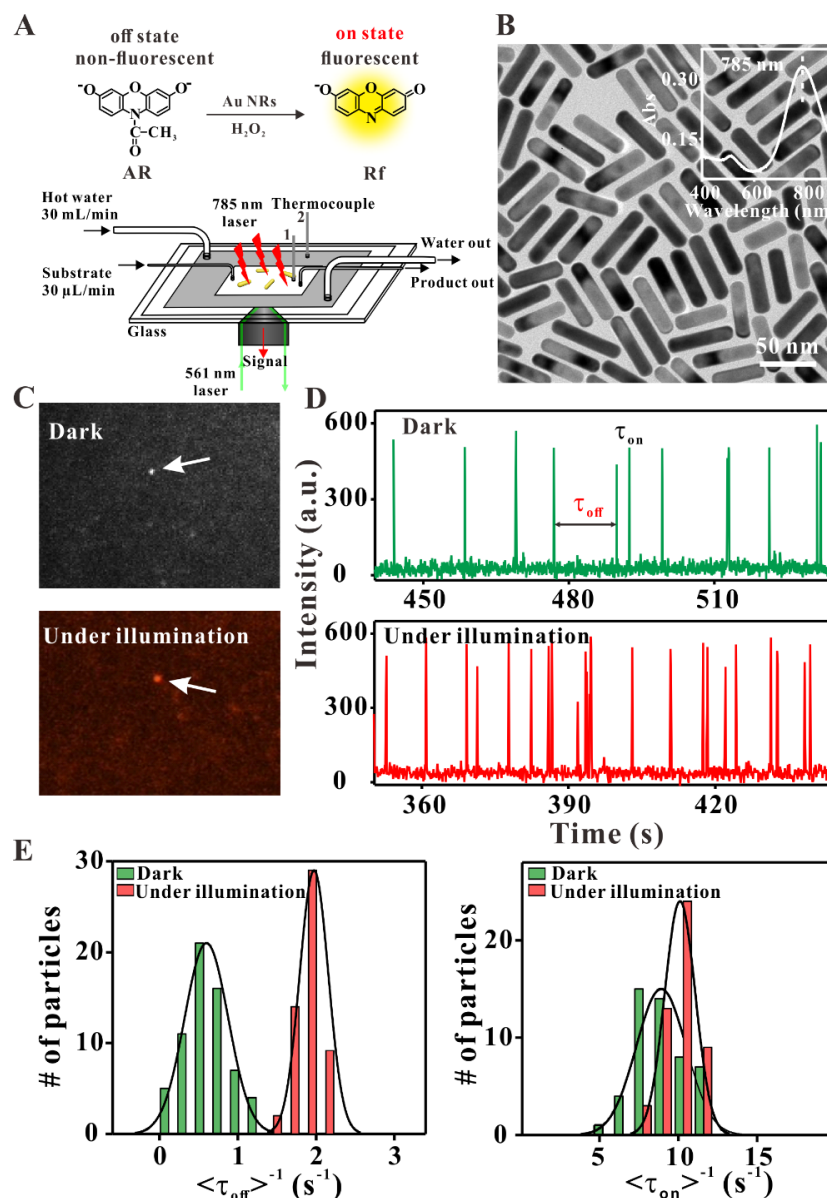 A
off state
non-fluorescent
on state
fluorescent
⁻O
O⁻
N
C—CH₃
O
AR
Au NRs
H₂O₂
⁻O
O
O
N
Rf
Hot water
30 mL/min
785 nm
laser
Thermocouple
2
1
Water out
Substrate
30 μL/min
Product out
Glass
Signal
561 nm
laser
B
785 nm
0.30
Abs
0.15
400 600 800
Wavelength (nm
50 nm
C
Dark
Under illumination
D
Intensity (a.u.)
600
300
0
Dark
τon
τoff
450 480 510
600
300
0
Under illumination
360 390 420
Time (s)
E
# of particles
30
20
10
0
Dark
Under illumination
0 1 2 3
<τoff>⁻¹ (s⁻¹)
# of particles
20
10
0
Dark
Under illumination
5 10 15
<τon>⁻¹ (s⁻¹)